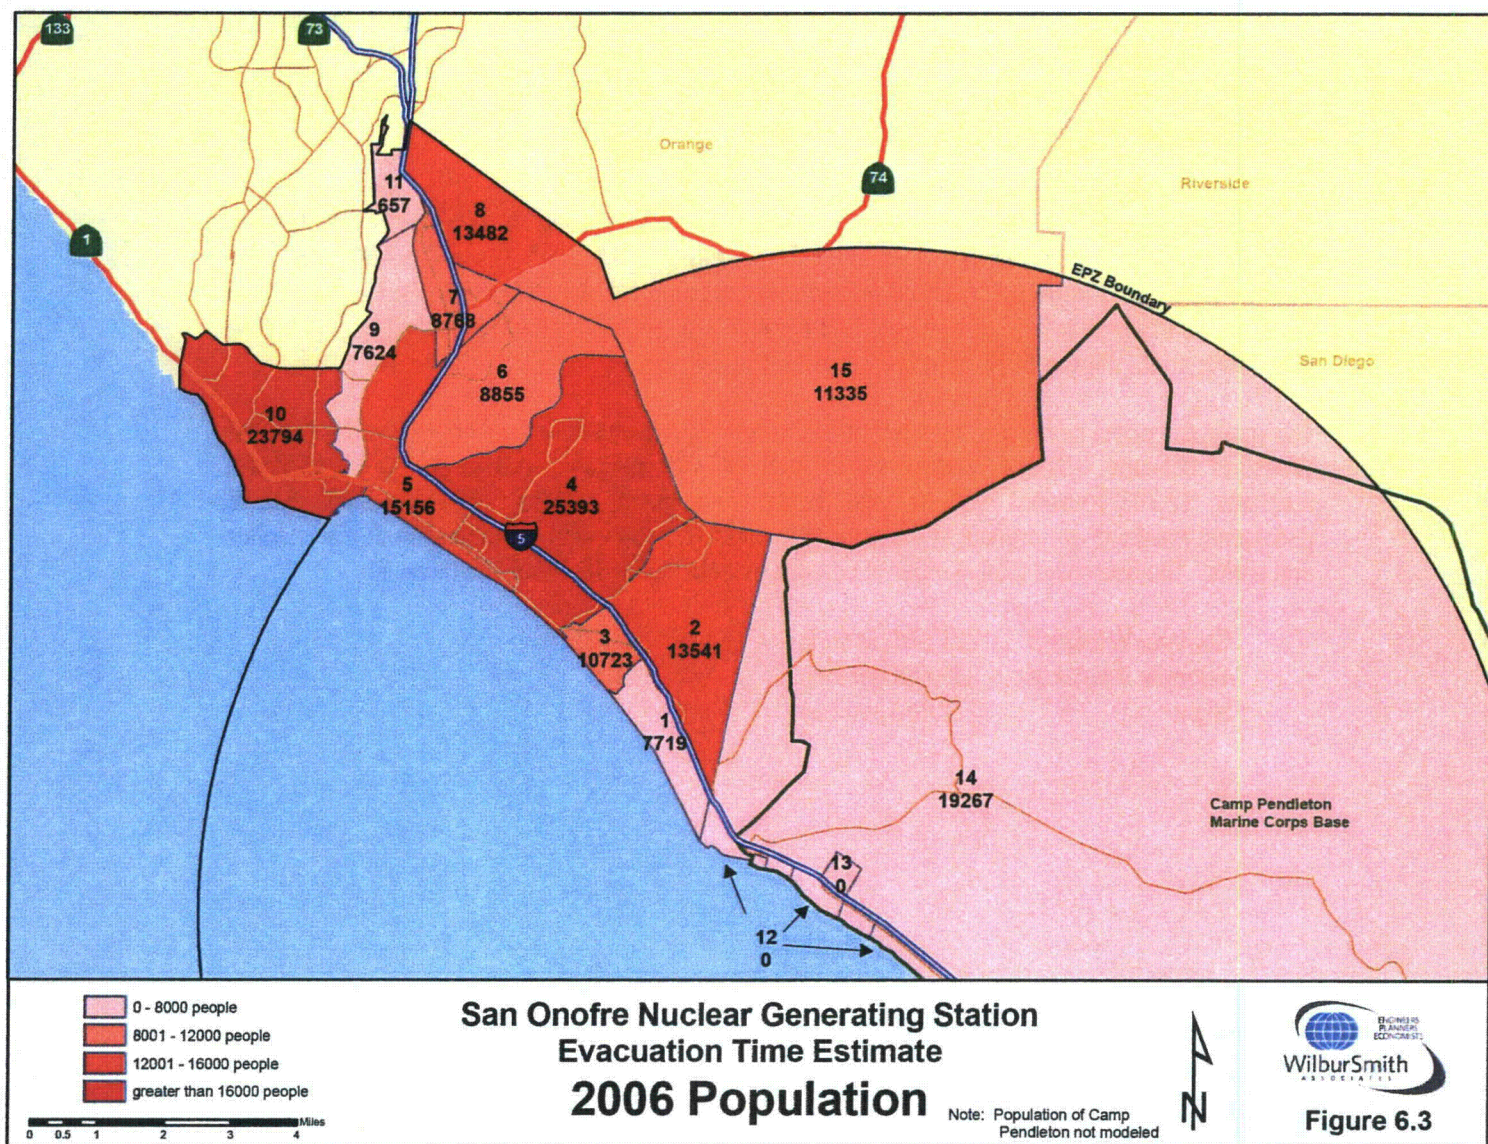 133
73
Orange
74
Riverside
1
11
657
8
13482
EPZ Boundary
7
8768
9
7624
San Diego
6
8855
15
11335
10
23794
5
15156
4
25393
5
3
10723
2
13541
1
7719
14
19267
Camp Pendleton
Marine Corps Base
13
0
12
0
0 - 8000 people
8001 - 12000 people
12001 - 16000 people
greater than 16000 people
0 0.5 1 2 3 4 Miles
San Onofre Nuclear Generating Station
Evacuation Time Estimate
2006 Population
Note: Population of Camp
Pendleton not modeled
N
ENGINEERS
PLANNERS
ECONOMISTS
WilburSmith
ASSOCIATES
Figure 6.3